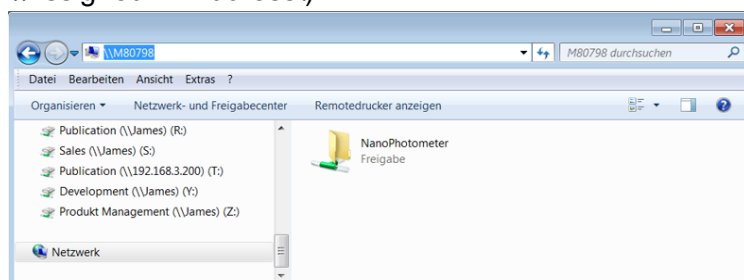 \\M80798
M80798 durchsuchen
Datei Bearbeiten Ansicht Extras ?
Organisieren Netzwerk- und Freigabecenter Remotedrucker anzeigen
Publication (\\James) (R:)
Sales (\\James) (S:)
Publication (\\192.168.3.200) (T:)
Development (\\James) (Y:)
Produkt Management (\\James) (Z:)
Netzwerk
NanoPhotometer
Freigabe